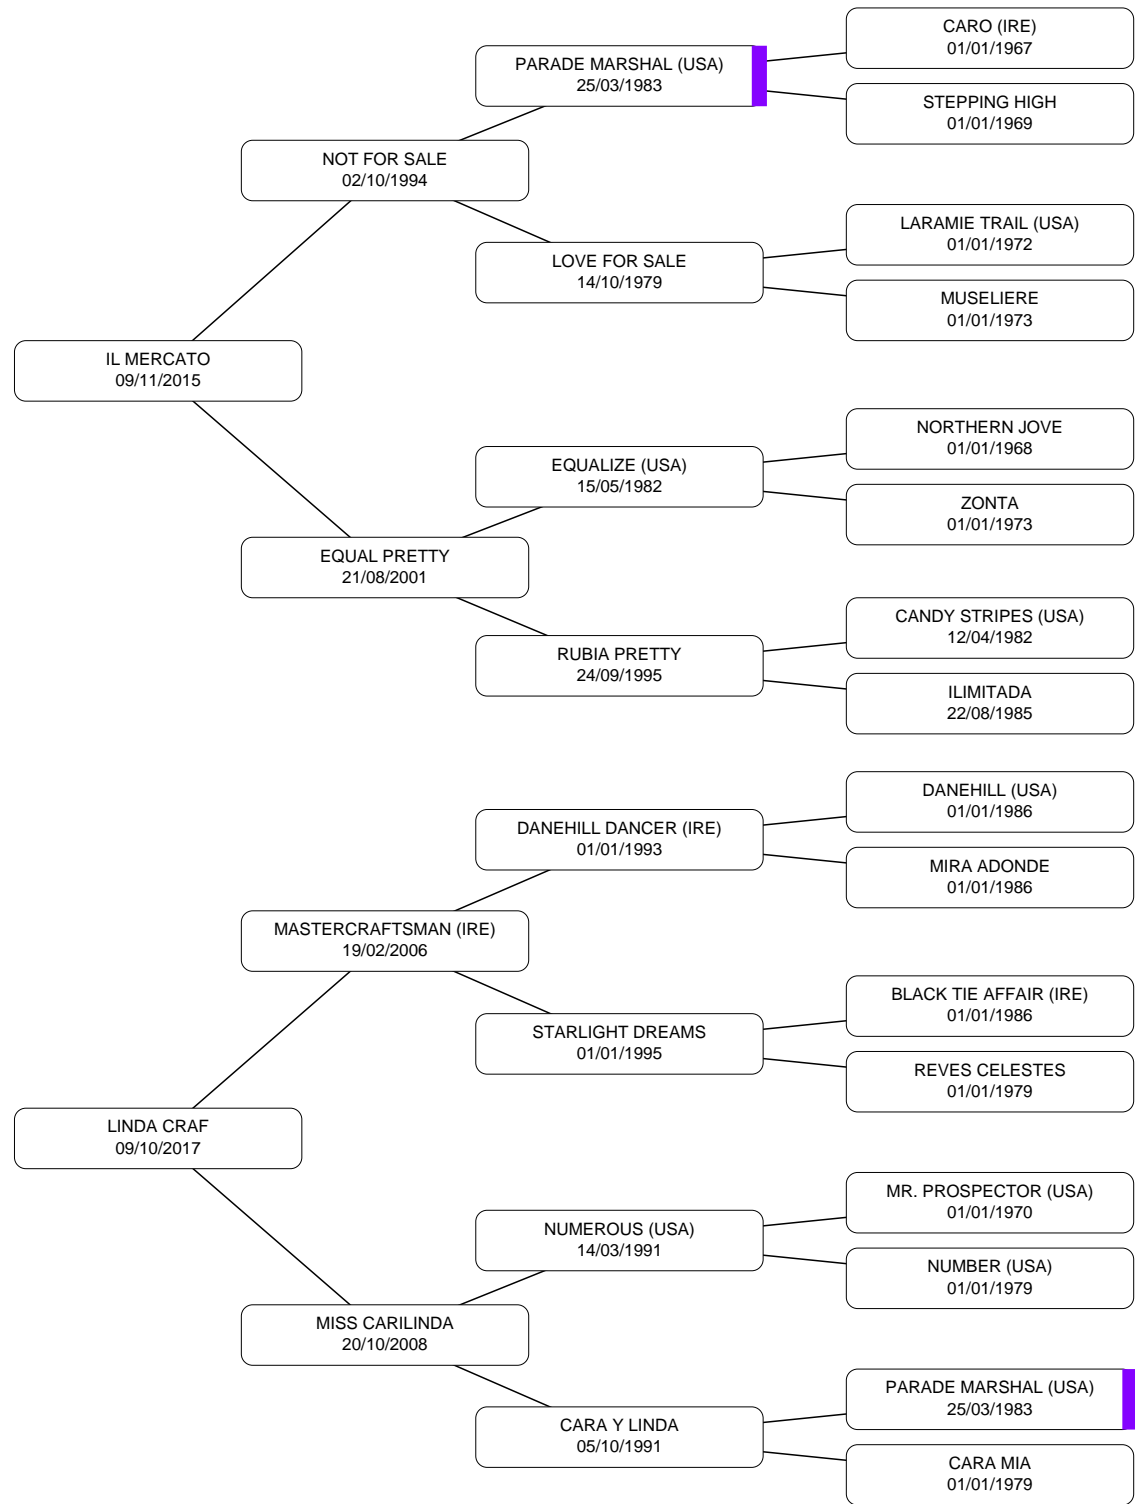 CARO (IRE)
01/01/1967
PARADE MARSHAL (USA)
25/03/1983
STEPPING HIGH
01/01/1969
NOT FOR SALE
02/10/1994
LARAMIE TRAIL (USA)
01/01/1972
LOVE FOR SALE
14/10/1979
MUSELIERE
01/01/1973
IL MERCATO
09/11/2015
NORTHERN JOVE
01/01/1968
EQUALIZE (USA)
15/05/1982
ZONTA
01/01/1973
EQUAL PRETTY
21/08/2001
CANDY STRIPES (USA)
12/04/1982
RUBIA PRETTY
24/09/1995
ILIMITADA
22/08/1985
DANEHILL (USA)
01/01/1986
DANEHILL DANCER (IRE)
01/01/1993
MIRA ADONDE
01/01/1986
MASTERCRAFTSMAN (IRE)
19/02/2006
BLACK TIE AFFAIR (IRE)
01/01/1986
STARLIGHT DREAMS
01/01/1995
REVES CELESTES
01/01/1979
LINDA CRAF
09/10/2017
MR. PROSPECTOR (USA)
01/01/1970
NUMEROUS (USA)
14/03/1991
NUMBER (USA)
01/01/1979
MISS CARILINDA
20/10/2008
PARADE MARSHAL (USA)
25/03/1983
CARA Y LINDA
05/10/1991
CARA MIA
01/01/1979